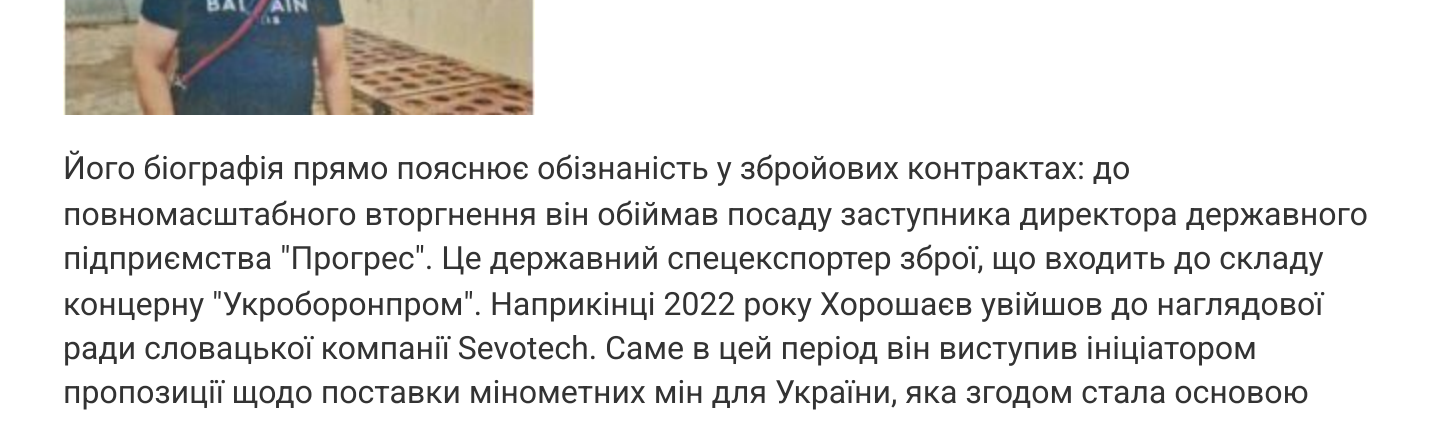 BALMAIN
Його біографія прямо пояснює обізнаність у збройових контрактах: до
повномасштабного вторгнення він обіймав посаду заступника директора державного
підприємства "Прогрес". Це державний спецекспортер зброї, що входить до складу
концерну "Укроборонпром". Наприкінці 2022 року Хорошаєв увійшов до наглядової
ради словацької компанії Sevotech. Саме в цей період він виступив ініціатором
пропозиції щодо поставки мінометних мін для України, яка згодом стала основою